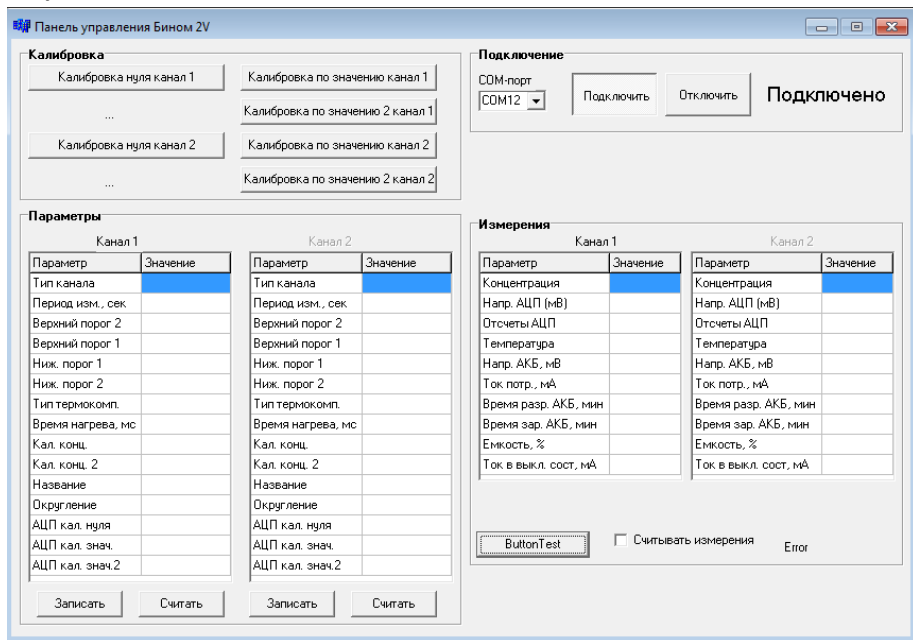 Панель управления Бином 2V
Калибровка
Калибровка нуля канал 1
Калибровка по значению канал 1
...
Калибровка по значению 2 канал 1
Калибровка нуля канал 2
Калибровка по значению канал 2
...
Калибровка по значению 2 канал 2
Подключение
COM-порт
COM12
Подключить
Отключить
Подключено
Параметры
Канал 1
Параметр Значение
Тип канала
Период изм., сек
Верхний порог 2
Верхний порог 1
Ниж. порог 1
Ниж. порог 2
Тип термокомп.
Время нагрева, мс
Кал. конц.
Кал. конц. 2
Название
Округление
АЦП кал. нуля
АЦП кал. знач.
АЦП кал. знач.2
Записать Считать
Канал 2
Параметр Значение
Тип канала
Период изм., сек
Верхний порог 2
Верхний порог 1
Ниж. порог 1
Ниж. порог 2
Тип термокомп.
Время нагрева, мс
Кал. конц.
Кал. конц. 2
Название
Округление
АЦП кал. нуля
АЦП кал. знач.
АЦП кал. знач.2
Записать Считать
Измерения
Канал 1
Параметр Значение
Концентрация
Напр. АЦП (мВ)
Отсчеты АЦП
Температура
Напр. АКБ, мВ
Ток потр., мА
Время разр. АКБ, мин
Время зар. АКБ, мин
Емкость, %
Ток в выкл. сост, мА
Канал 2
Параметр Значение
Концентрация
Напр. АЦП (мВ)
Отсчеты АЦП
Температура
Напр. АКБ, мВ
Ток потр., мА
Время разр. АКБ, мин
Время зар. АКБ, мин
Емкость, %
Ток в выкл. сост, мА
ButtonTest
Считывать измерения
Error